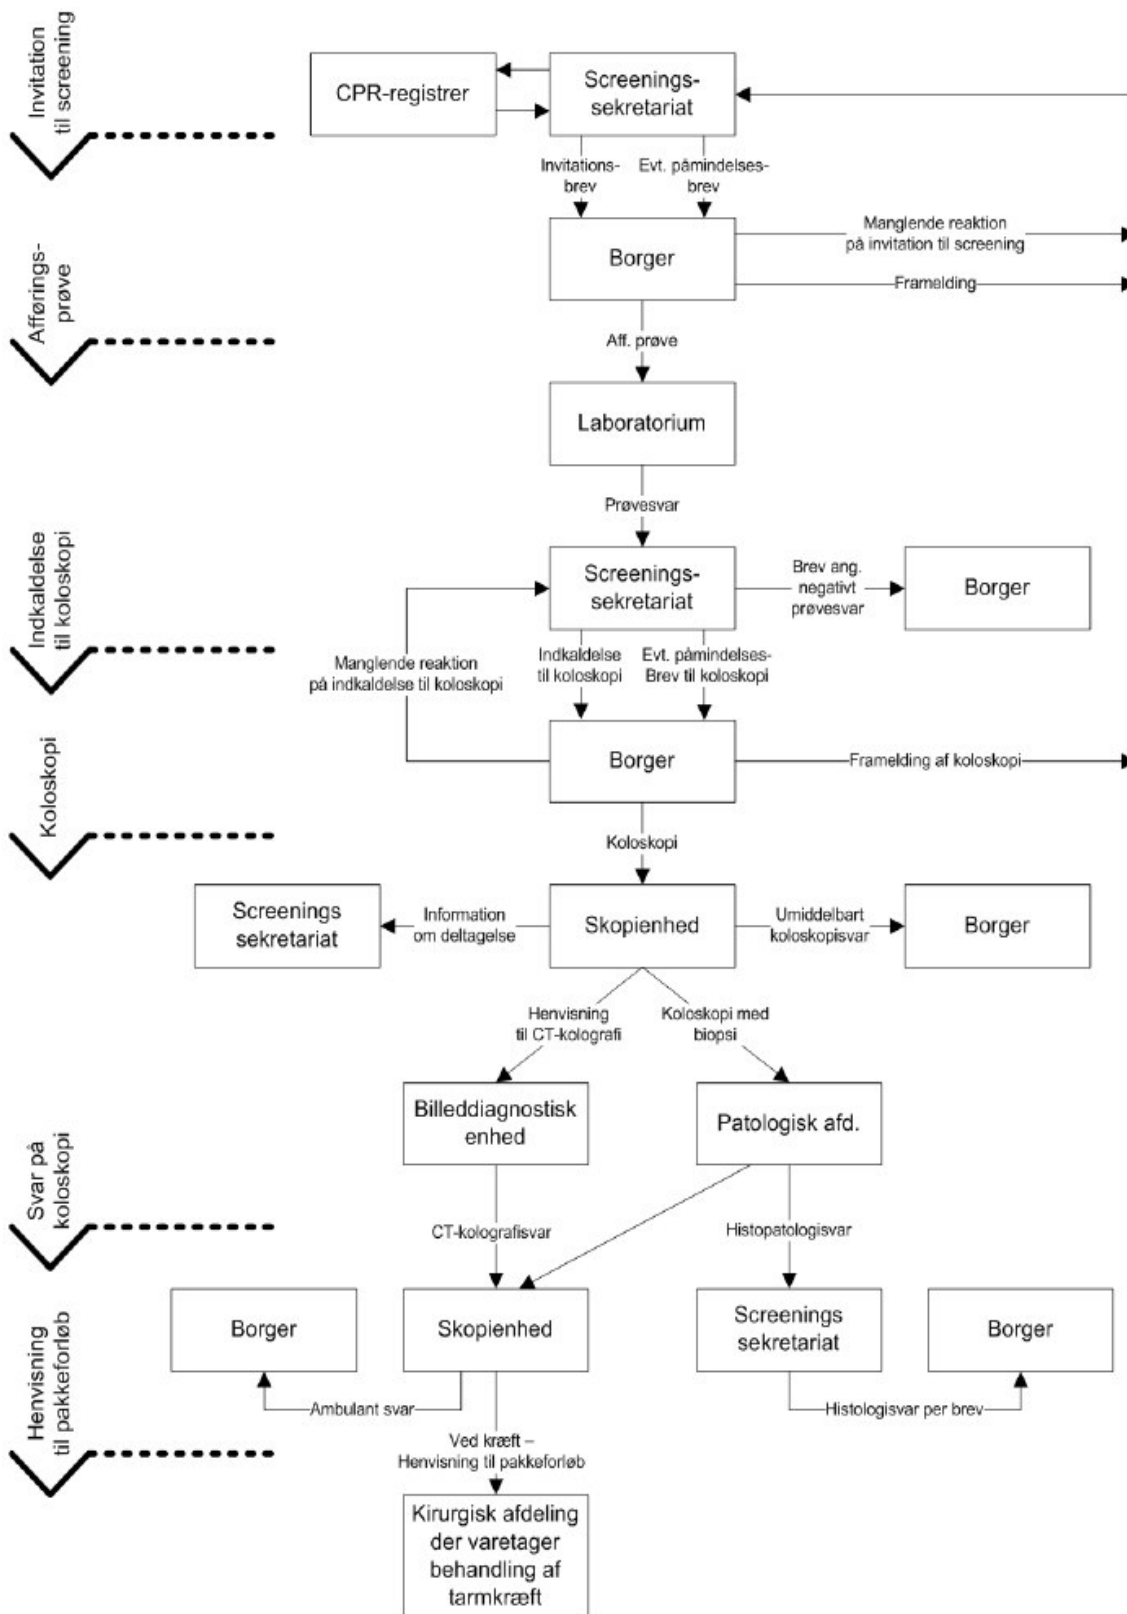 Invitation
til screening
CPR-registrer
Screenings-
sekretariat
Invitations-
brev
Evt. påmindelses-
brev
Borger
Manglende reaktion
på invitation til screening
Framelding
Afførings-
prøve
Aff. prøve
Laboratorium
Prøvesvar
Indkaldelse
til koloskopi
Screenings-
sekretariat
Brev ang.
negativt
prøvesvar
Borger
Manglende reaktion
på indkaldelse til koloskopi
Indkaldelse
til koloskopi
Evt. påmindelses-
Brev til koloskopi
Borger
Framelding af koloskopi
Koloskopi
Koloskopi
Screenings
sekretariat
Information
om deltagelse
Skopienhed
Umiddelbart
koloskopisvar
Borger
Henvisning
til CT-kolografi
Koloskopi med
biopsi
Billeddiagnostisk
enhed
Patologisk afd.
Svar på
koloskopi
CT-kolografisvar
Histopatologisvar
Henvisning
til pakkeforløb
Borger
Skopienhed
Screenings
sekretariat
Borger
Ambulant svar
Histologisvar per brev
Ved kræft –
Henvisning til pakkeforløb
Kirurgisk afdeling
der varetager
behandling af
tarmkræft